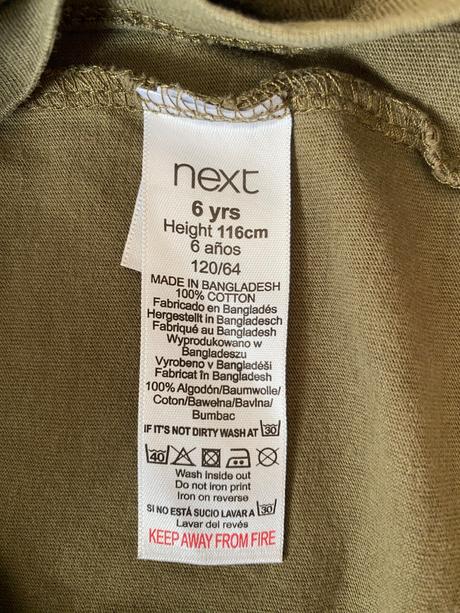 next
6 yrs
Height 116cm
6 años
120/64
MADE IN BANGLADESH
100% COTTON
Fabricado en Bangladés
Hergestellt in Bangladesch
Fabriqué au Bangladesh
Wyprodukowano w
Bangladeszu
Vyrobeno v Bangladéši
Fabricat în Bangladesh
100% Algodón/Baumwolle/
Coton/Bawełna/Bavlna/
Bumbac
IF IT'S NOT DIRTY WASH AT 30
40
Wash inside out
Do not iron print
Iron on reverse
SI NO ESTÁ SUCIO LAVAR A 30
Lavar del revés
KEEP AWAY FROM FIRE